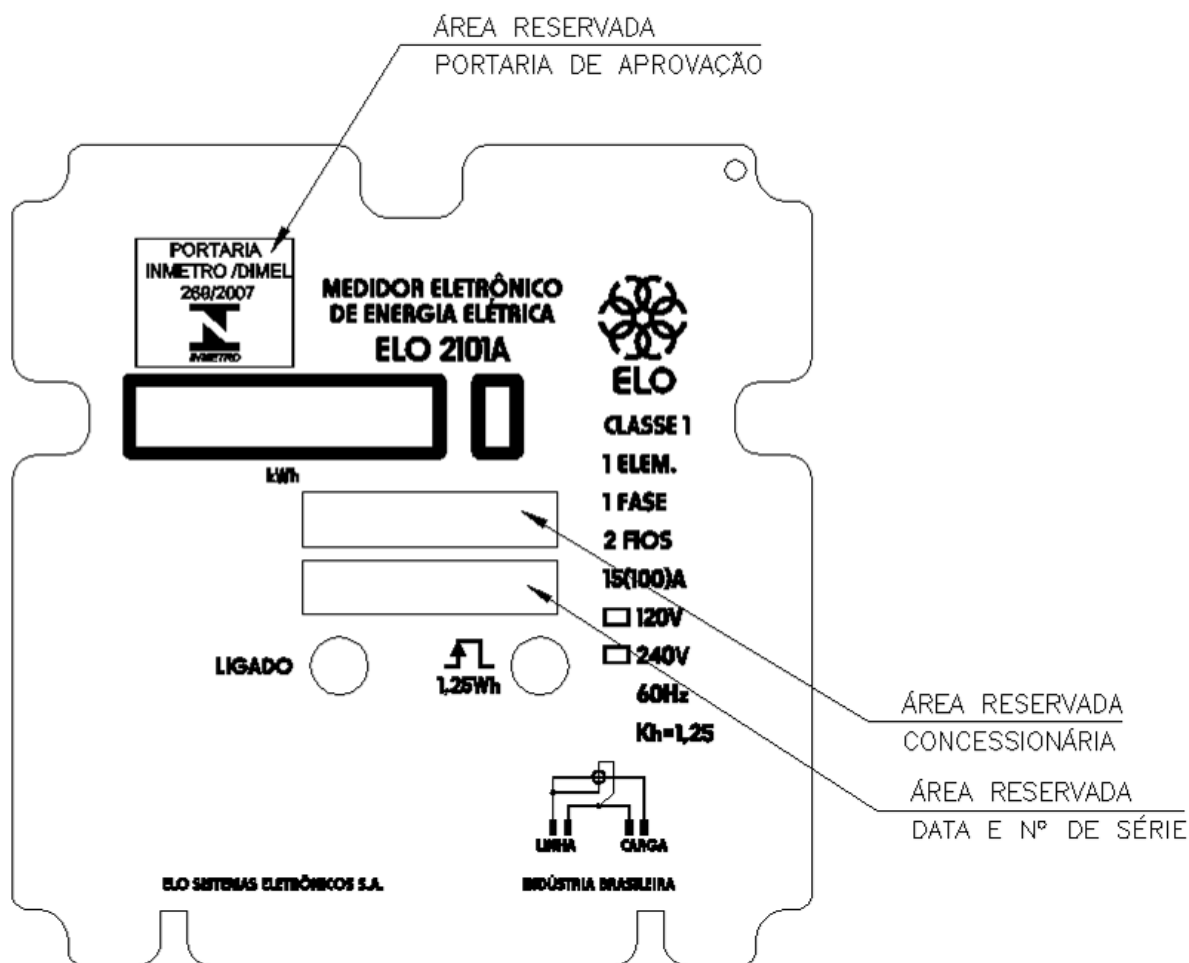 ÁREA RESERVADA
PORTARIA DE APROVAÇÃO
PORTARIA
INMETRO /DIMEL
268/2007
INMETRO
MEDIDOR ELETRÔNICO
DE ENERGIA ELÉTRICA
ELO 2101A
ELO
kWh
CLASSE 1
1 ELEM.
1 FASE
2 FIOS
15(100)A
120V
240V
60Hz
Kh=1,25
LIGADO
1,25Wh
ÁREA RESERVADA
CONCESSIONÁRIA
ÁREA RESERVADA
DATA E Nº DE SÉRIE
LINHA CARGA
ELO SISTEMAS ELETRÔNICOS S.A.
INDÚSTRIA BRASILEIRA